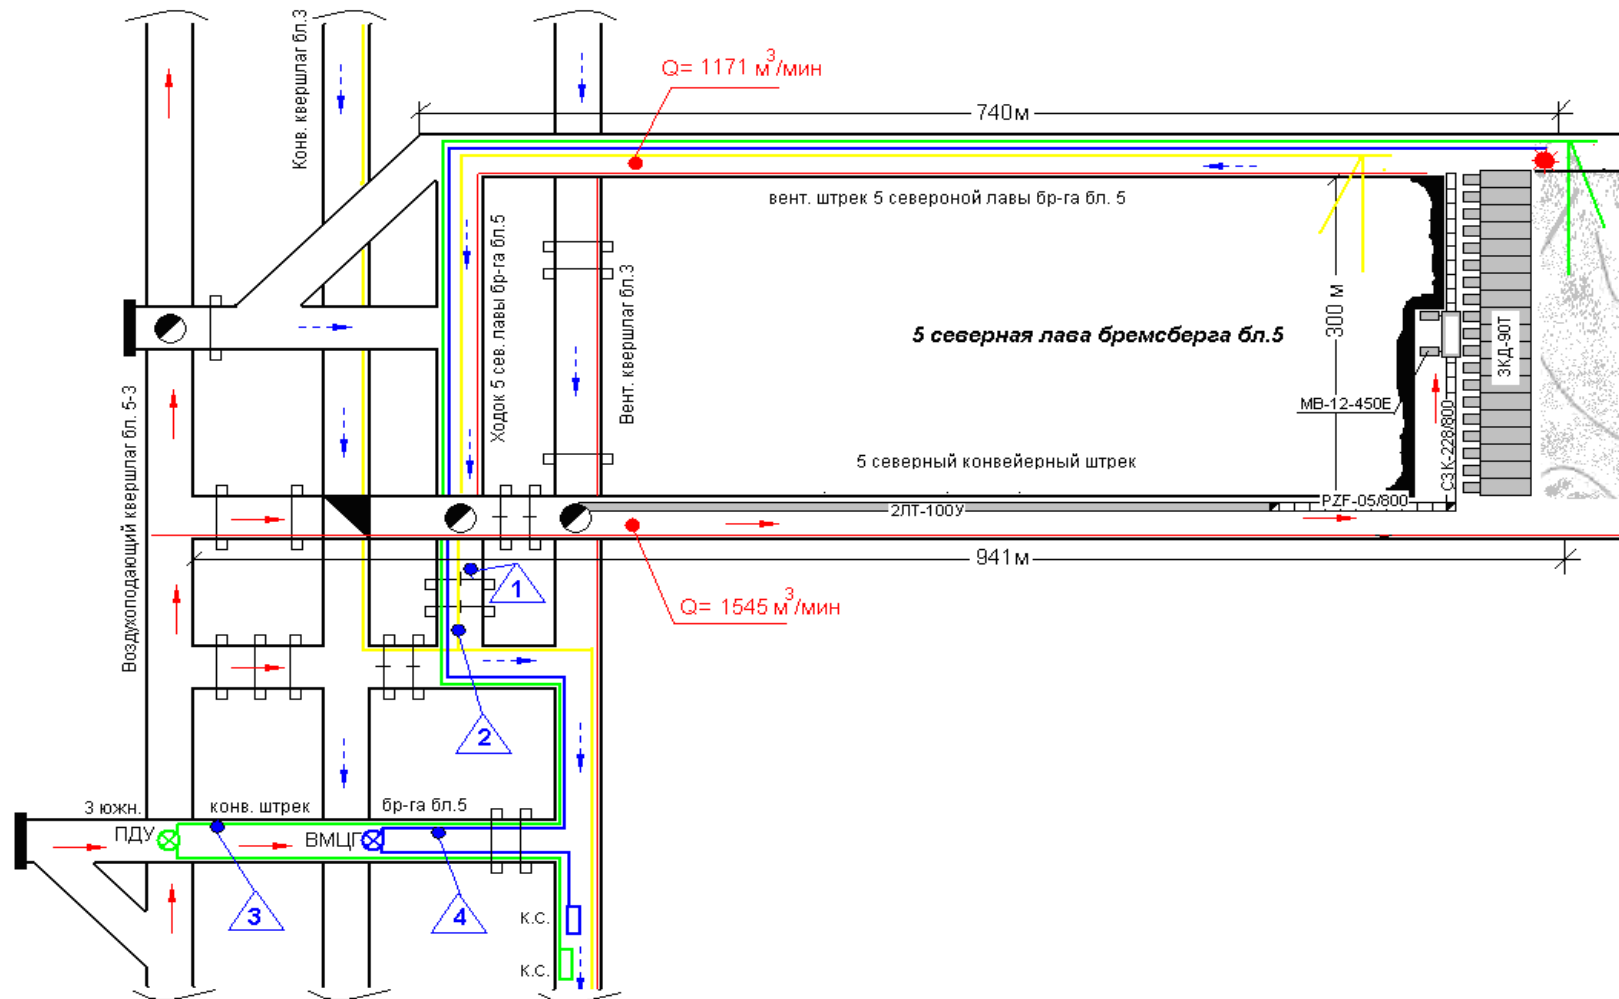 Конв. квершлаг бл.3
Q= 1171 м³/мин
740м
вент. штрек 5 североной лавы бр-га бл. 5
Ходок 5 сев. лавы бр-га бл.5
Вент. квершлаг бл.3
300 м
5 северная лава бремсберга бл.5
3КД-90Т
МВ-12-450Е
СЗК-228/800
5 северный конвейерный штрек
PZF-05/800
2ЛТ-100У
941м
Воздухоподающий квершлаг бл. 5-3
1
Q= 1545 м³/мин
2
3 южн.
конв. штрек
бр-га бл.5
ПДУ
ВМЦГ
3
4
к.с.
к.с.